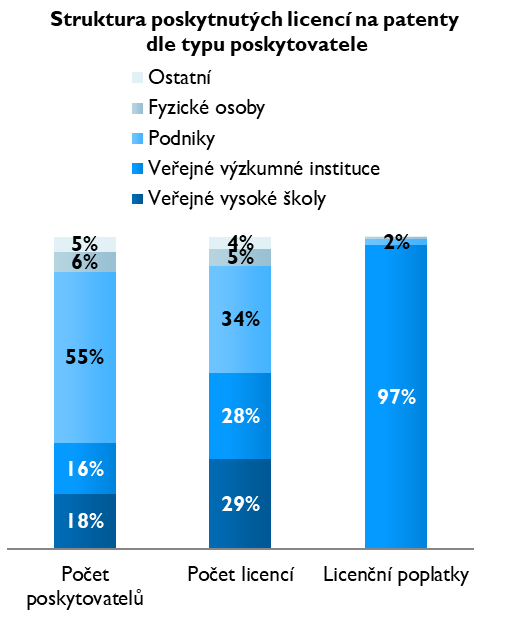 Struktura poskytnutých licencí na patenty
dle typu poskytovatele
Ostatní
Fyzické osoby
Podniky
Veřejné výzkumné instituce
Veřejné vysoké školy
5%
6%
55%
16%
18%
4%
5%
34%
28%
29%
2%
97%
Počet
poskytovatelů
Počet licencí
Licenční poplatky